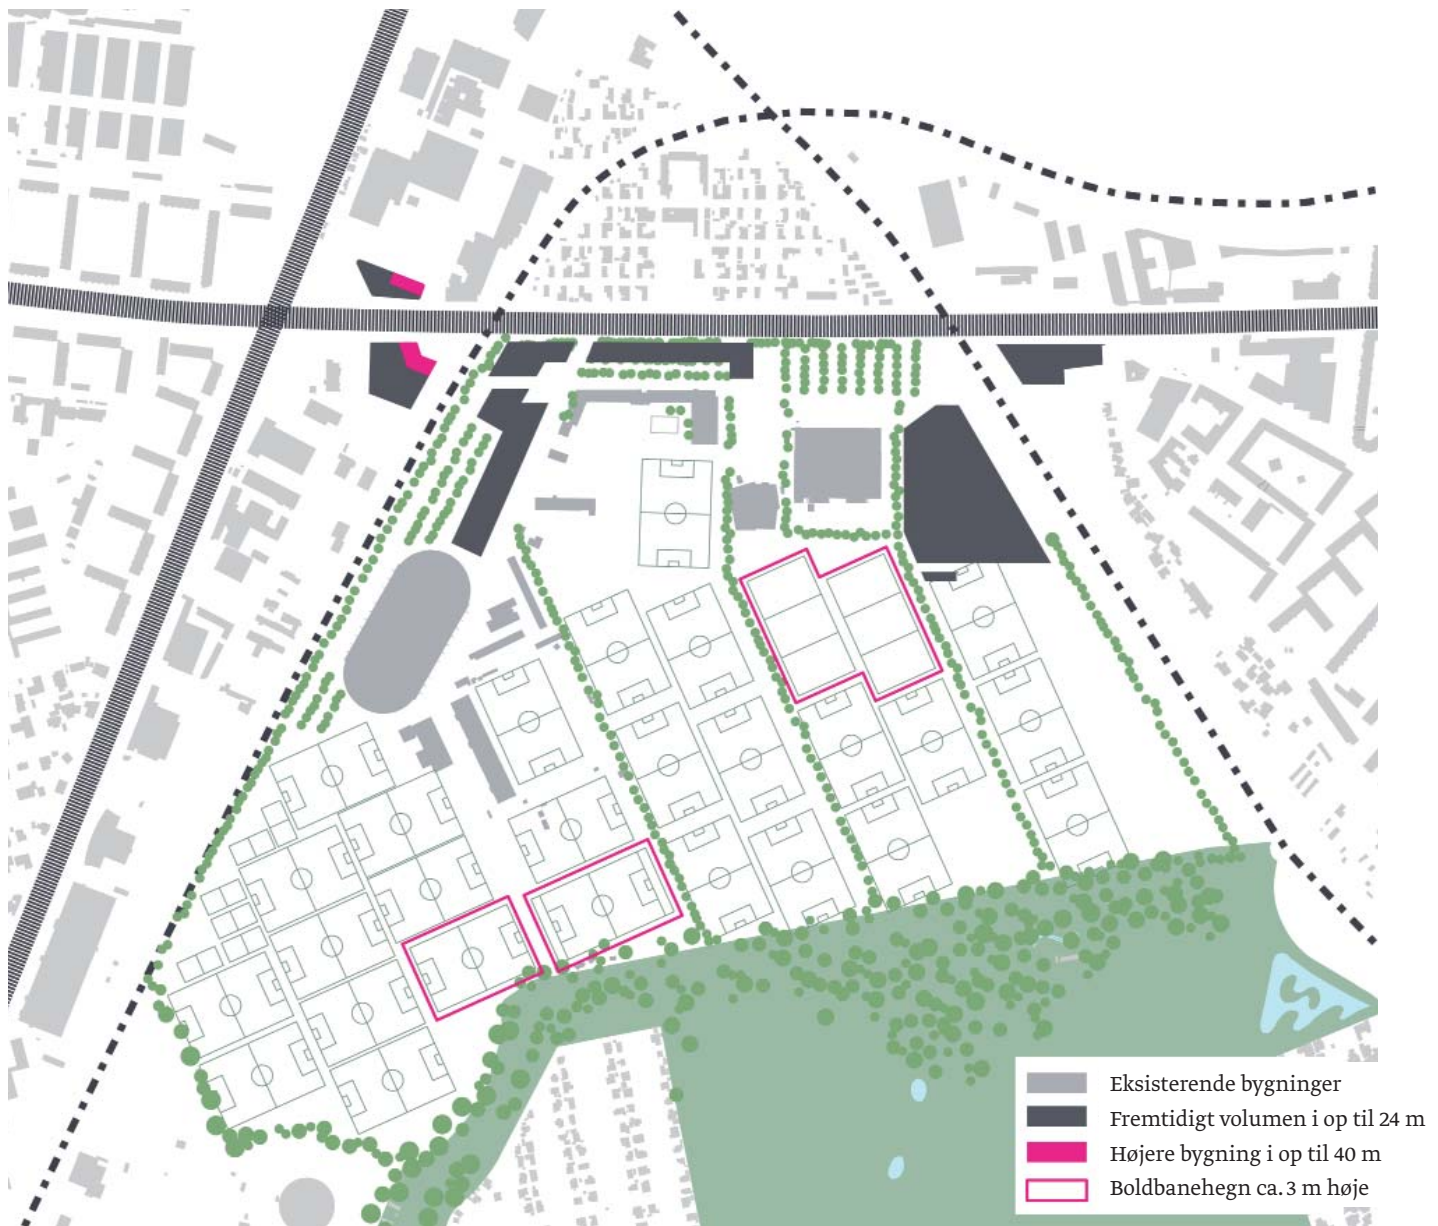 Eksisterende bygninger
Fremtidigt volumen i op til 24 m
Højere bygning i op til 40 m
Boldbanehegn ca. 3 m høje